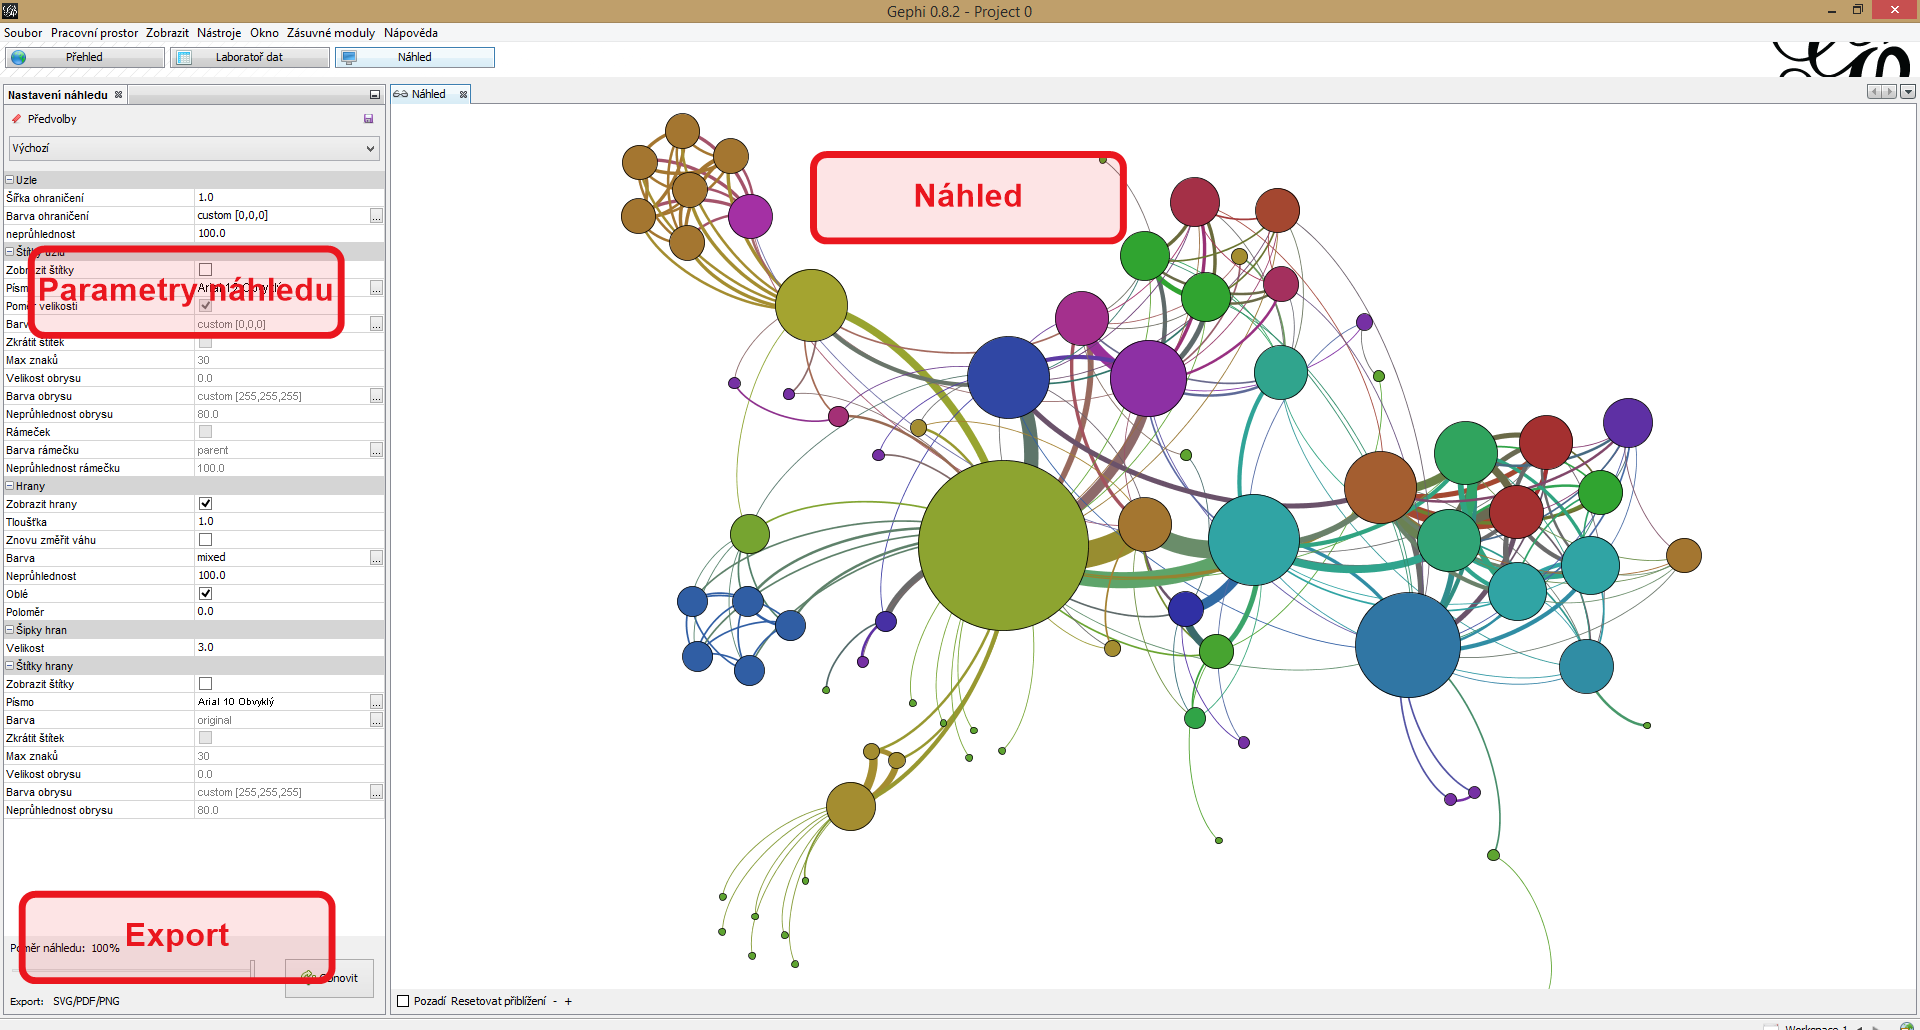 Gephi 0.8.2 - Project 0
Soubor Pracovní prostor Zobrazit Nástroje Okno Zásuvné moduly Nápověda
Přehled
Laboratoř dat
Náhled
Nastavení náhledu
Náhled
Předvolby
Výchozí
Uzle
Šířka ohraničení 1.0
Barva ohraničení custom [0,0,0] ...
neprůhlednost 100.0
Štítky uzlů
Zobrazit štítky
Písmo ...
Parametry náhledu
Poměr velikosti
Barva custom [0,0,0] ...
Zkrátit štítek
Max znaků 30
Velikost obrysu 0.0
Barva obrysu custom [255,255,255] ...
Neprůhlednost obrysu 80.0
Rámeček
Barva rámečku parent ...
Neprůhlednost rámečku 100.0
Hrany
Zobrazit hrany
Tloušťka 1.0
Znovu změřit váhu
Barva mixed ...
Neprůhlednost 100.0
Oblé
Poloměr 0.0
Šipky hran
Velikost 3.0
Štítky hrany
Zobrazit štítky
Písmo Arial 10 Obvyklý ...
Barva original ...
Zkrátit štítek
Max znaků 30
Velikost obrysu 0.0
Barva obrysu custom [255,255,255] ...
Neprůhlednost obrysu 80.0
Export
Poměr náhledu: 100%
Obnovit
Export: SVG/PDF/PNG
Náhled
Pozadí Resetovat přiblížení - +
Workspace 1